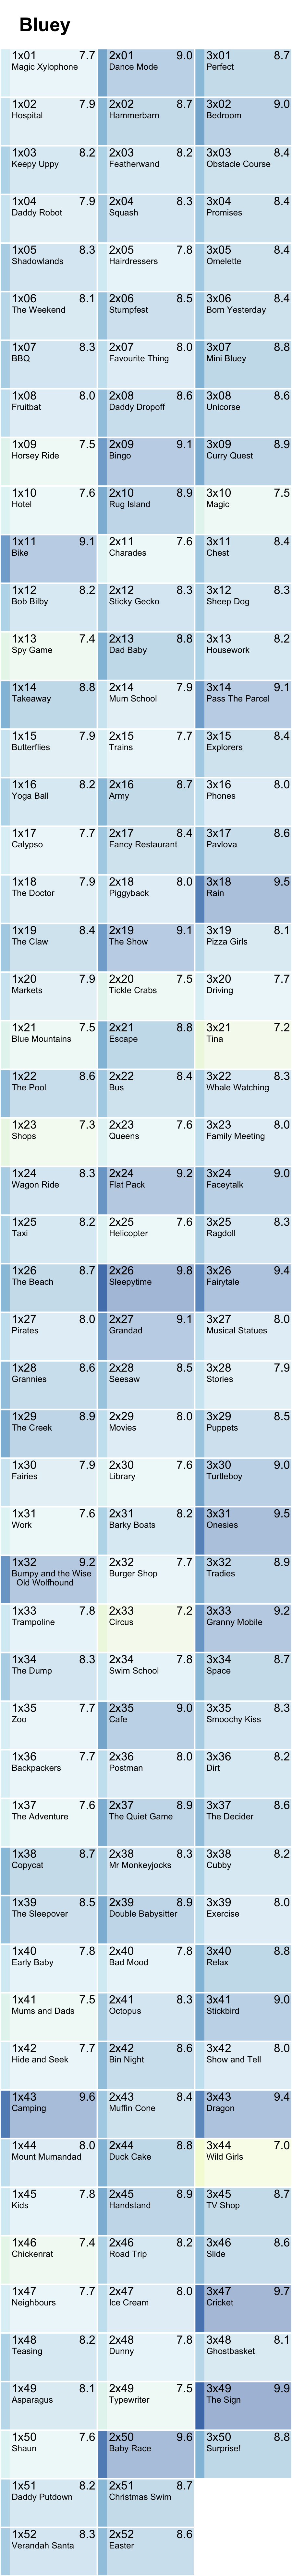 Bluey
1x01 7.7 2x01 9.0 3x01 8.7
Magic Xylophone Dance Mode Perfect
1x02 7.9 2x02 8.7 3x02 9.0
Hospital Hammerbarn Bedroom
1x03 8.2 2x03 8.2 3x03 8.4
Keepy Uppy Featherwand Obstacle Course
1x04 7.9 2x04 8.3 3x04 8.4
Daddy Robot Squash Promises
1x05 8.3 2x05 7.8 3x05 8.4
Shadowlands Hairdressers Omelette
1x06 8.1 2x06 8.5 3x06 8.4
The Weekend Stumpfest Born Yesterday
1x07 8.3 2x07 8.0 3x07 8.8
BBQ Favourite Thing Mini Bluey
1x08 8.0 2x08 8.6 3x08 8.6
Fruitbat Daddy Dropoff Unicorse
1x09 7.5 2x09 9.1 3x09 8.9
Horsey Ride Bingo Curry Quest
1x10 7.6 2x10 8.9 3x10 7.5
Hotel Rug Island Magic
1x11 9.1 2x11 7.6 3x11 8.4
Bike Charades Chest
1x12 8.2 2x12 8.3 3x12 8.3
Bob Bilby Sticky Gecko Sheep Dog
1x13 7.4 2x13 8.8 3x13 8.2
Spy Game Dad Baby Housework
1x14 8.8 2x14 7.9 3x14 9.1
Takeaway Mum School Pass The Parcel
1x15 7.9 2x15 7.7 3x15 8.4
Butterflies Trains Explorers
1x16 8.2 2x16 8.7 3x16 8.0
Yoga Ball Army Phones
1x17 7.7 2x17 8.4 3x17 8.6
Calypso Fancy Restaurant Pavlova
1x18 7.9 2x18 8.0 3x18 9.5
The Doctor Piggyback Rain
1x19 8.4 2x19 9.1 3x19 8.1
The Claw The Show Pizza Girls
1x20 7.9 2x20 7.5 3x20 7.7
Markets Tickle Crabs Driving
1x21 7.5 2x21 8.8 3x21 7.2
Blue Mountains Escape Tina
1x22 8.6 2x22 8.4 3x22 8.3
The Pool Bus Whale Watching
1x23 7.3 2x23 7.6 3x23 8.0
Shops Queens Family Meeting
1x24 8.3 2x24 9.2 3x24 9.0
Wagon Ride Flat Pack Faceytalk
1x25 8.2 2x25 7.6 3x25 8.3
Taxi Helicopter Ragdoll
1x26 8.7 2x26 9.8 3x26 9.4
The Beach Sleepytime Fairytale
1x27 8.0 2x27 9.1 3x27 8.0
Pirates Grandad Musical Statues
1x28 8.6 2x28 8.5 3x28 7.9
Grannies Seesaw Stories
1x29 8.9 2x29 8.0 3x29 8.5
The Creek Movies Puppets
1x30 7.9 2x30 7.6 3x30 9.0
Fairies Library Turtleboy
1x31 7.6 2x31 8.2 3x31 9.5
Work Barky Boats Onesies
1x32 9.2 2x32 7.7 3x32 8.9
Bumpy and the Wise Burger Shop Tradies
Old Wolfhound
1x33 7.8 2x33 7.2 3x33 9.2
Trampoline Circus Granny Mobile
1x34 8.3 2x34 7.8 3x34 8.7
The Dump Swim School Space
1x35 7.7 2x35 9.0 3x35 8.3
Zoo Cafe Smoochy Kiss
1x36 7.7 2x36 8.0 3x36 8.2
Backpackers Postman Dirt
1x37 7.6 2x37 8.9 3x37 8.6
The Adventure The Quiet Game The Decider
1x38 8.7 2x38 8.3 3x38 8.2
Copycat Mr Monkeyjocks Cubby
1x39 8.5 2x39 8.9 3x39 8.0
The Sleepover Double Babysitter Exercise
1x40 7.8 2x40 7.8 3x40 8.8
Early Baby Bad Mood Relax
1x41 7.5 2x41 8.3 3x41 9.0
Mums and Dads Octopus Stickbird
1x42 7.7 2x42 8.6 3x42 8.0
Hide and Seek Bin Night Show and Tell
1x43 9.6 2x43 8.4 3x43 9.4
Camping Muffin Cone Dragon
1x44 8.0 2x44 8.8 3x44 7.0
Mount Mumandad Duck Cake Wild Girls
1x45 7.8 2x45 8.9 3x45 8.7
Kids Handstand TV Shop
1x46 7.4 2x46 8.2 3x46 8.6
Chickenrat Road Trip Slide
1x47 7.7 2x47 8.0 3x47 9.7
Neighbours Ice Cream Cricket
1x48 8.2 2x48 7.8 3x48 8.1
Teasing Dunny Ghostbasket
1x49 8.1 2x49 7.5 3x49 9.9
Asparagus Typewriter The Sign
1x50 7.6 2x50 9.6 3x50 8.8
Shaun Baby Race Surprise!
1x51 8.2 2x51 8.7
Daddy Putdown Christmas Swim
1x52 8.3 2x52 8.6
Verandah Santa Easter